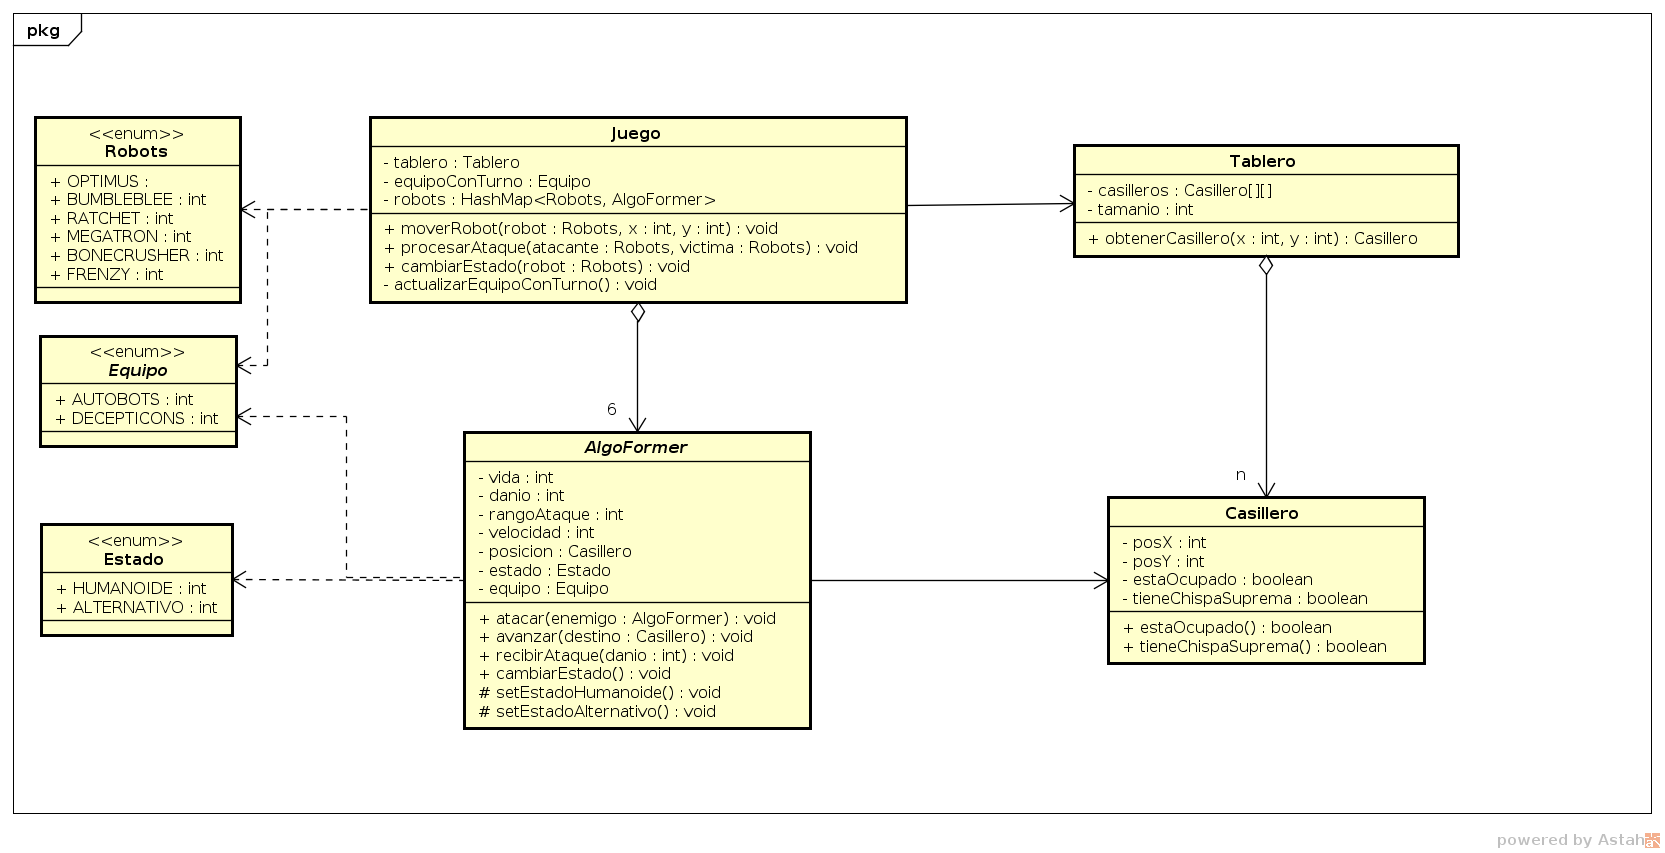 pkg
<<enum>>
Robots
+ OPTIMUS :
+ BUMBLEBLEE : int
+ RATCHET : int
+ MEGATRON : int
+ BONECRUSHER : int
+ FRENZY : int
Juego
- tablero : Tablero
- equipoConTurno : Equipo
- robots : HashMap<Robots, AlgoFormer>
+ moverRobot(robot : Robots, x : int, y : int) : void
+ procesarAtaque(atacante : Robots, victima : Robots) : void
+ cambiarEstado(robot : Robots) : void
- actualizarEquipoConTurno() : void
Tablero
- casilleros : Casillero[][]
- tamanio : int
+ obtenerCasillero(x : int, y : int) : Casillero
<<enum>>
Equipo
+ AUTOBOTS : int
+ DECEPTICONS : int
6
n
<<enum>>
Estado
+ HUMANOIDE : int
+ ALTERNATIVO : int
AlgoFormer
- vida : int
- danio : int
- rangoAtaque : int
- velocidad : int
- posicion : Casillero
- estado : Estado
- equipo : Equipo
+ atacar(enemigo : AlgoFormer) : void
+ avanzar(destino : Casillero) : void
+ recibirAtaque(danio : int) : void
+ cambiarEstado() : void
# setEstadoHumanoide() : void
# setEstadoAlternativo() : void
Casillero
- posX : int
- posY : int
- estaOcupado : boolean
- tieneChispaSuprema : boolean
+ estaOcupado() : boolean
+ tieneChispaSuprema() : boolean
powered by Astah